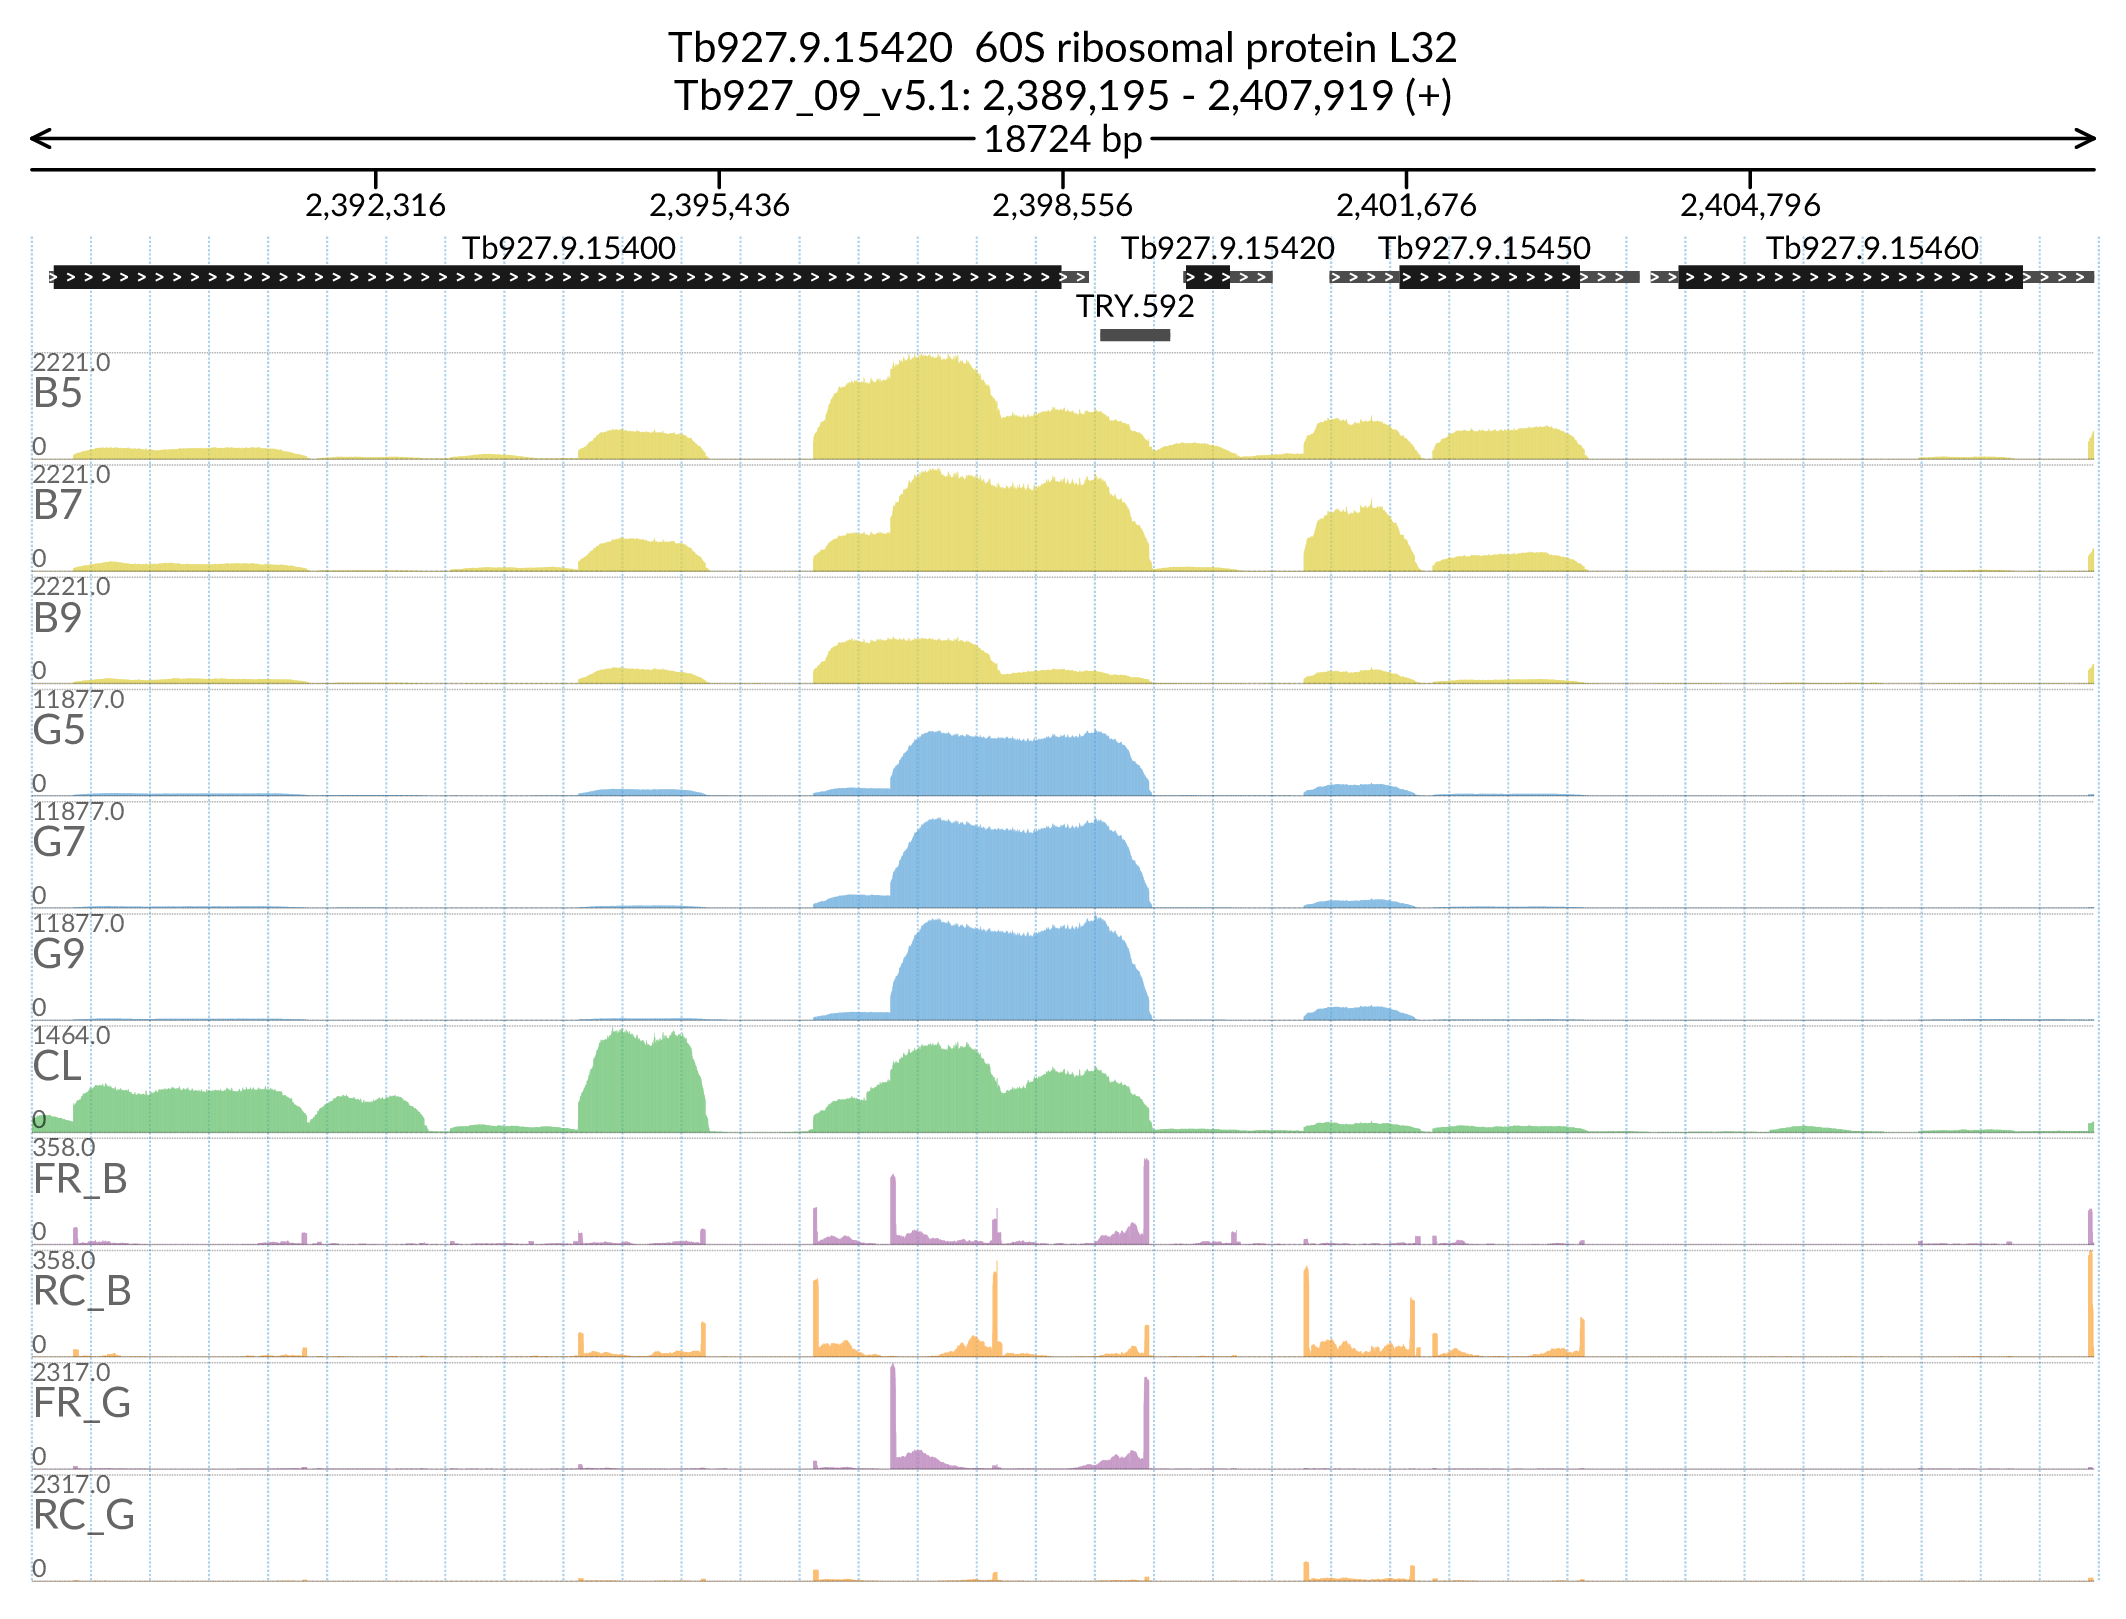 Tb927.9.15420  60S ribosomal protein L32
Tb927_09_v5.1: 2,389,195 - 2,407,919 (+)
18724 bp
2,392,316 2,395,436 2,398,556 2,401,676 2,404,796
Tb927.9.15400 Tb927.9.15420 Tb927.9.15450 Tb927.9.15460
TRY.592
2221.0
B5
0
2221.0
B7
0
2221.0
B9
0
11877.0
G5
0
11877.0
G7
0
11877.0
G9
0
1464.0
CL
0
358.0
FR_B
0
358.0
RC_B
0
2317.0
FR_G
0
2317.0
RC_G
0